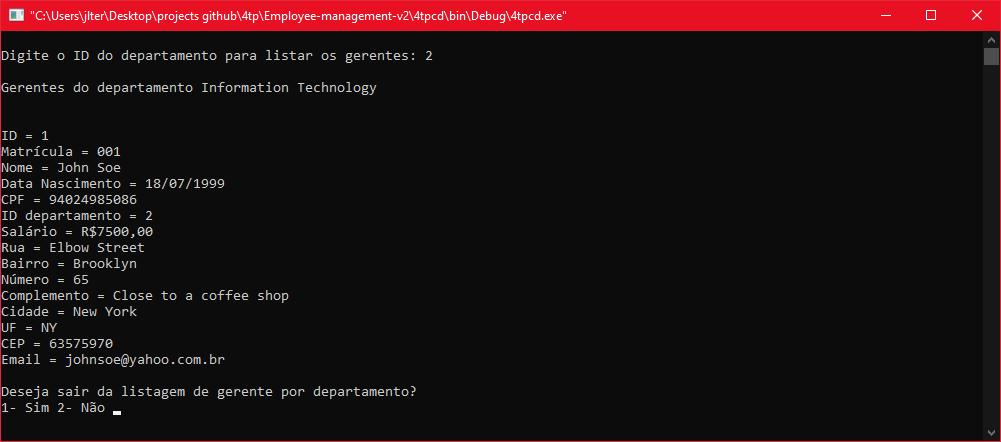 "C:\Users\jlter\Desktop\projects github\4tp\Employee-management-v2\4tpcd\bin\Debug\4tpcd.exe"
Digite o ID do departamento para listar os gerentes: 2
Gerentes do departamento Information Technology
ID = 1
Matrícula = 001
Nome = John Soe
Data Nascimento = 18/07/1999
CPF = 94024985086
ID departamento = 2
Salário = R$7500,00
Rua = Elbow Street
Bairro = Brooklyn
Número = 65
Complemento = Close to a coffee shop
Cidade = New York
UF = NY
CEP = 63575970
Email = johnsoe@yahoo.com.br
Deseja sair da listagem de gerente por departamento?
1- Sim 2- Não